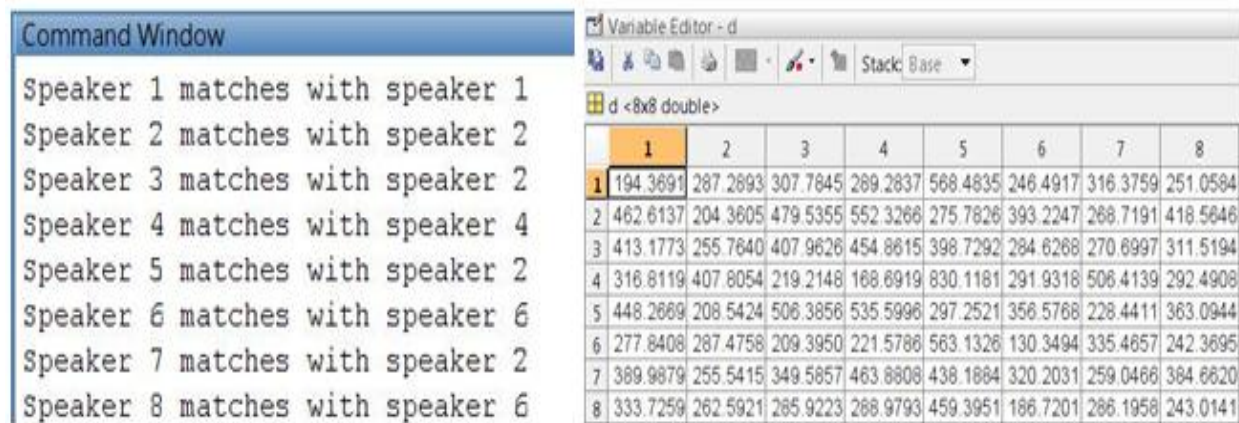 Command Window
Speaker 1 matches with speaker 1
Speaker 2 matches with speaker 2
Speaker 3 matches with speaker 2
Speaker 4 matches with speaker 4
Speaker 5 matches with speaker 2
Speaker 6 matches with speaker 6
Speaker 7 matches with speaker 2
Speaker 8 matches with speaker 6
Variable Editor - d
Stack: Base
d <8x8 double>
1 2 3 4 5 6 7 8
1 194.3691 287.2893 307.7845 289.2837 568.4835 246.4917 316.3759 251.0584
2 462.6137 204.3605 479.5355 552.3266 275.7826 393.2247 268.7191 418.5646
3 413.1773 255.7640 407.9626 454.8615 398.7292 284.6268 270.6997 311.5194
4 316.8119 407.8054 219.2148 168.6919 830.1181 291.9318 506.4139 292.4908
5 448.2669 208.5424 506.3856 535.5996 297.2521 356.5768 228.4411 363.0944
6 277.8408 287.4758 209.3950 221.5786 563.1326 130.3494 335.4657 242.3695
7 389.9879 255.5415 349.5857 463.8808 438.1884 320.2031 259.0466 384.6620
8 333.7259 262.5921 285.9223 288.9793 459.3951 186.7201 286.1958 243.0141